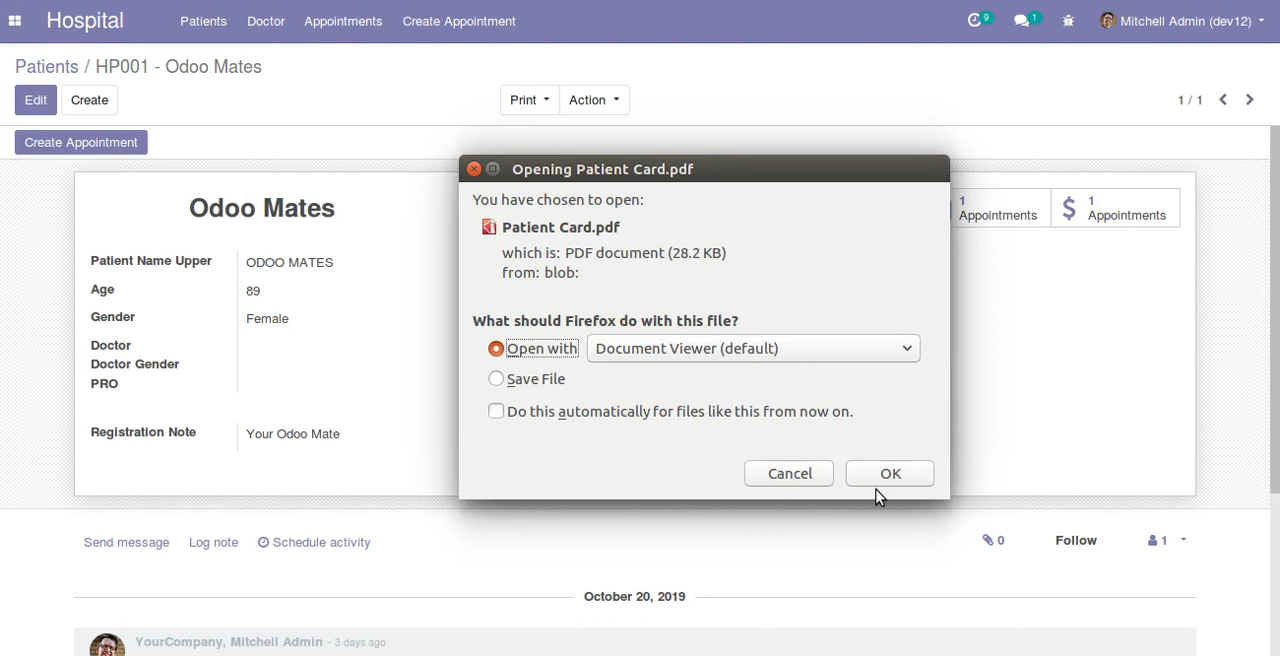 Hospital Patients Doctor Appointments Create Appointment 9 1 Mitchell Admin (dev12)
Patients / HP001 - Odoo Mates
Edit Create Print Action 1 / 1
Create Appointment
Opening Patient Card.pdf
You have chosen to open:
Patient Card.pdf
which is: PDF document (28.2 KB)
from: blob:
What should Firefox do with this file?
Open with Document Viewer (default)
Save File
Do this automatically for files like this from now on.
Cancel OK
1
Appointments
1
Appointments
Odoo Mates
Patient Name Upper ODOO MATES
Age 89
Gender Female
Doctor
Doctor Gender
PRO
Registration Note Your Odoo Mate
Send message Log note Schedule activity 0 Follow 1
October 20, 2019
YourCompany, Mitchell Admin - 3 days ago